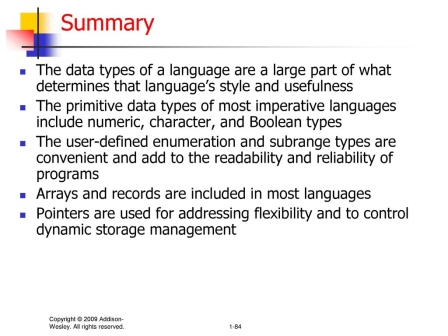 Summary
The data types of a language are a large part of what
determines that language's style and usefulness
The primitive data types of most imperative languages
include numeric, character, and Boolean types
The user-defined enumeration and subrange types are
convenient and add to the readability and reliability of
programs
Arrays and records are included in most languages
Pointers are used for addressing flexibility and to control
dynamic storage management
Copyright © 2009 Addison-
Wesley. All rights reserved.
1-84